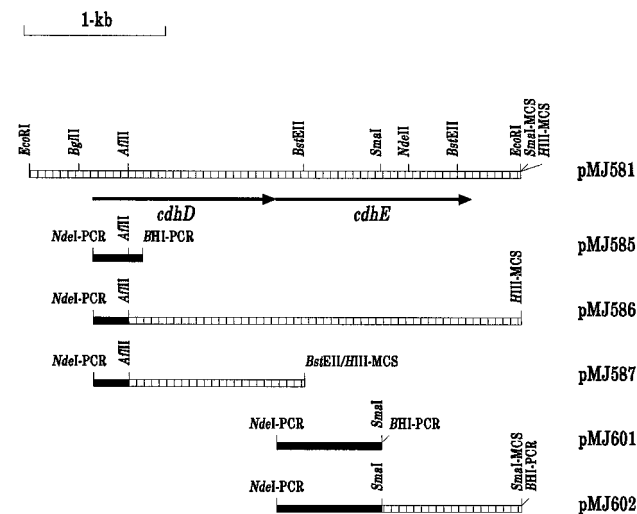 1-kb
EcoRI BglII AflII BstEII SmaI NdeII BstEII EcoRI SmaI-MCS HIII-MCS
pMJ581
cdhD cdhE
NdeI-PCR AflII BHI-PCR
pMJ585
NdeI-PCR AflII HIII-MCS
pMJ586
NdeI-PCR AflII BstEII/HIII-MCS
pMJ587
NdeI-PCR SmaI BHI-PCR
pMJ601
NdeI-PCR SmaI SmaI-MCS BHI-PCR
pMJ602